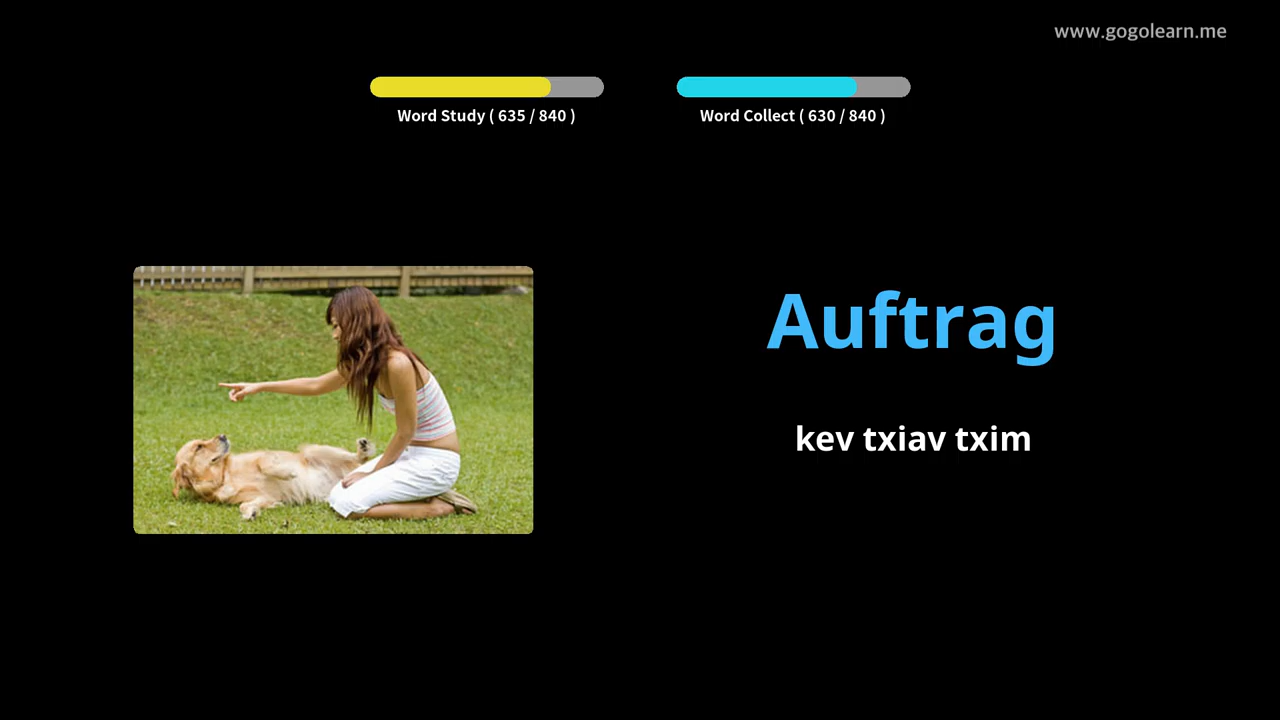 www.gogolearn.me
Word Study ( 635 / 840 )
Word Collect ( 630 / 840 )
Auftrag
kev txiav txim